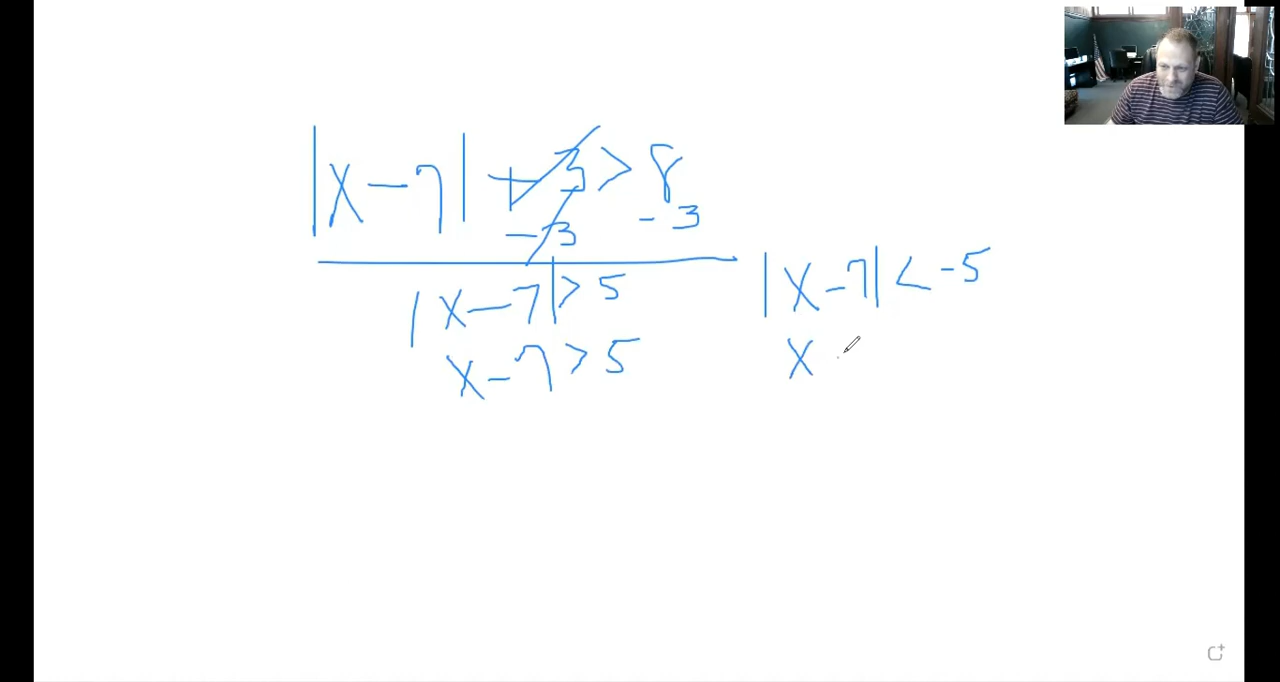 |x-7| + 3 > 8
-3 -3
|x-7| > 5
x-7 > 5
|x-7| < -5
x